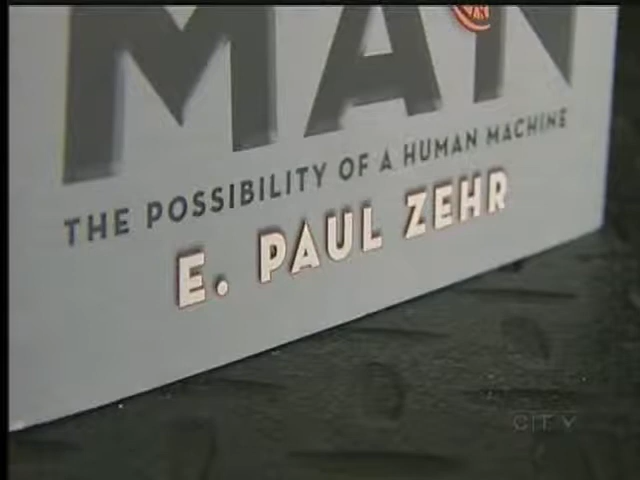 MAN
THE POSSIBILITY OF A HUMAN MACHINE
E. PAUL ZEHR
CITY